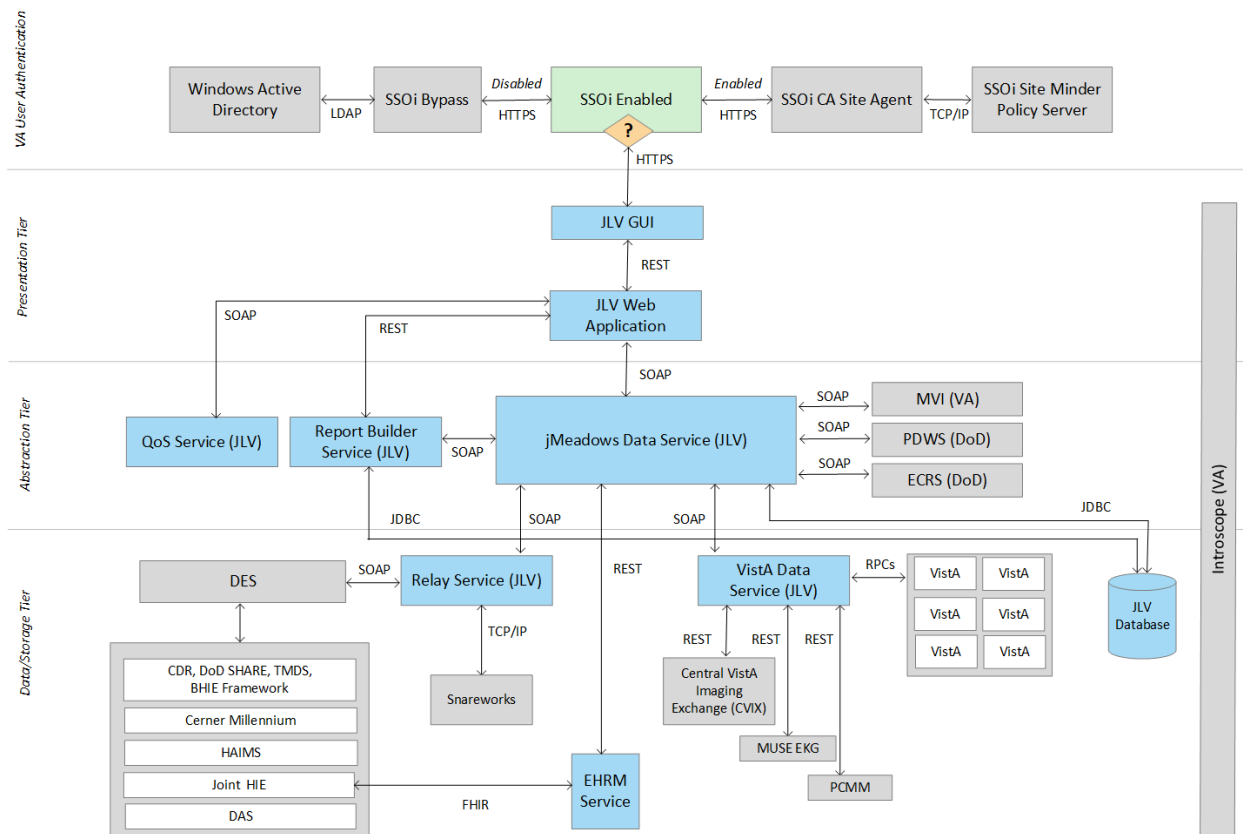 VA User Authentication
Windows Active
Directory
LDAP
SSOi Bypass
Disabled
HTTPS
SSOi Enabled
?
Enabled
HTTPS
SSOi CA Site Agent
TCP/IP
SSOi Site Minder
Policy Server
HTTPS
Presentation Tier
JLV GUI
REST
JLV Web
Application
SOAP
REST
SOAP
Abstraction Tier
QoS Service (JLV)
Report Builder
Service (JLV)
SOAP
jMeadows Data Service (JLV)
SOAP
MVI (VA)
SOAP
PDWS (DoD)
SOAP
ECRS (DoD)
JDBC
SOAP
SOAP
JDBC
Introscope (VA)
Data/Storage Tier
DES
SOAP
Relay Service (JLV)
REST
VistA Data
Service (JLV)
RPCs
VistA
VistA
VistA
VistA
VistA
VistA
JLV
Database
TCP/IP
REST
REST
REST
CDR, DoD SHARE, TMDS,
BHIE Framework
Cerner Millennium
HAIMS
Joint HIE
DAS
Snareworks
Central VistA
Imaging
Exchange (CVIX)
MUSE EKG
PCMM
FHIR
EHRM
Service